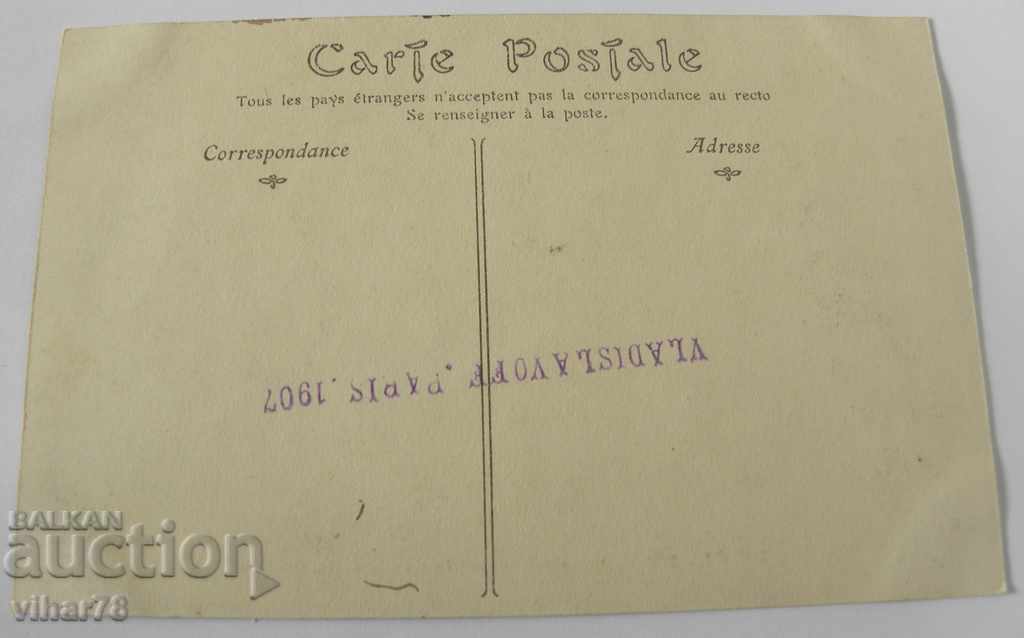 Carte Postale
Tous les pays étrangers n'acceptent pas la correspondance au recto
Se renseigner à la poste.
Correspondance
Adresse
VLADISLAVOFF. PARIS. 1907
BALKAN
auction
vihar78